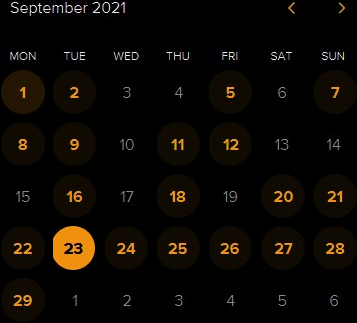 September 2021
MON TUE WED THU FRI SAT SUN
1 2 3 4 5 6 7
8 9 10 11 12 13 14
15 16 17 18 19 20 21
22 23 24 25 26 27 28
29 1 2 3 4 5 6